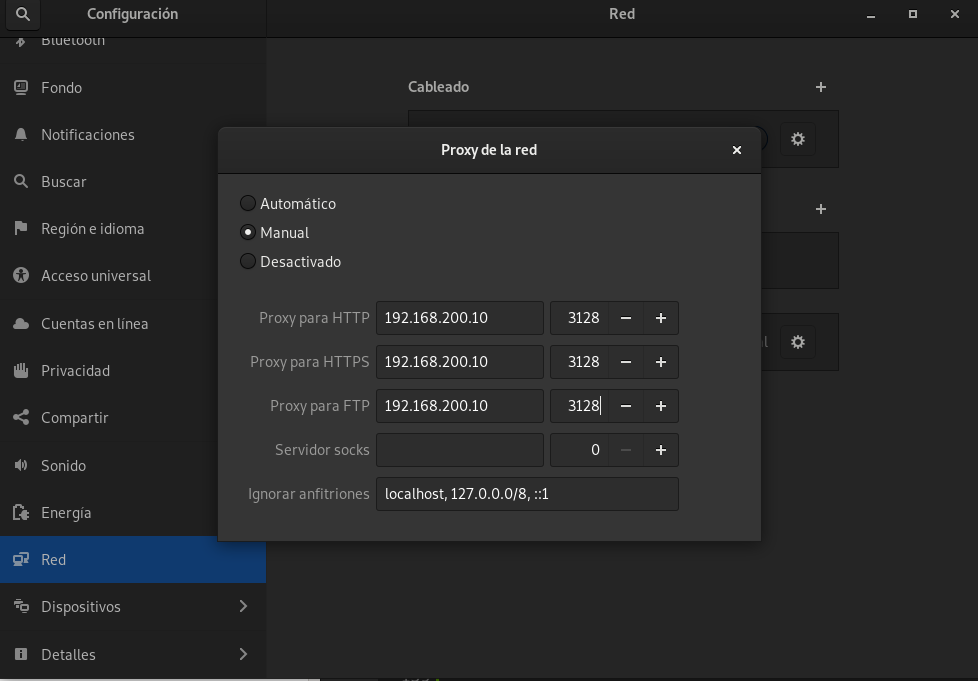 Configuración
Red
Bluetooth
Fondo
Notificaciones
Buscar
Región e idioma
Acceso universal
Cuentas en línea
Privacidad
Compartir
Sonido
Energía
Red
Dispositivos
Detalles
Cableado
Proxy de la red
Automático
Manual
Desactivado
Proxy para HTTP 192.168.200.10 3128
Proxy para HTTPS 192.168.200.10 3128
Proxy para FTP 192.168.200.10 3128
Servidor socks 0
Ignorar anfitriones localhost, 127.0.0.0/8, ::1